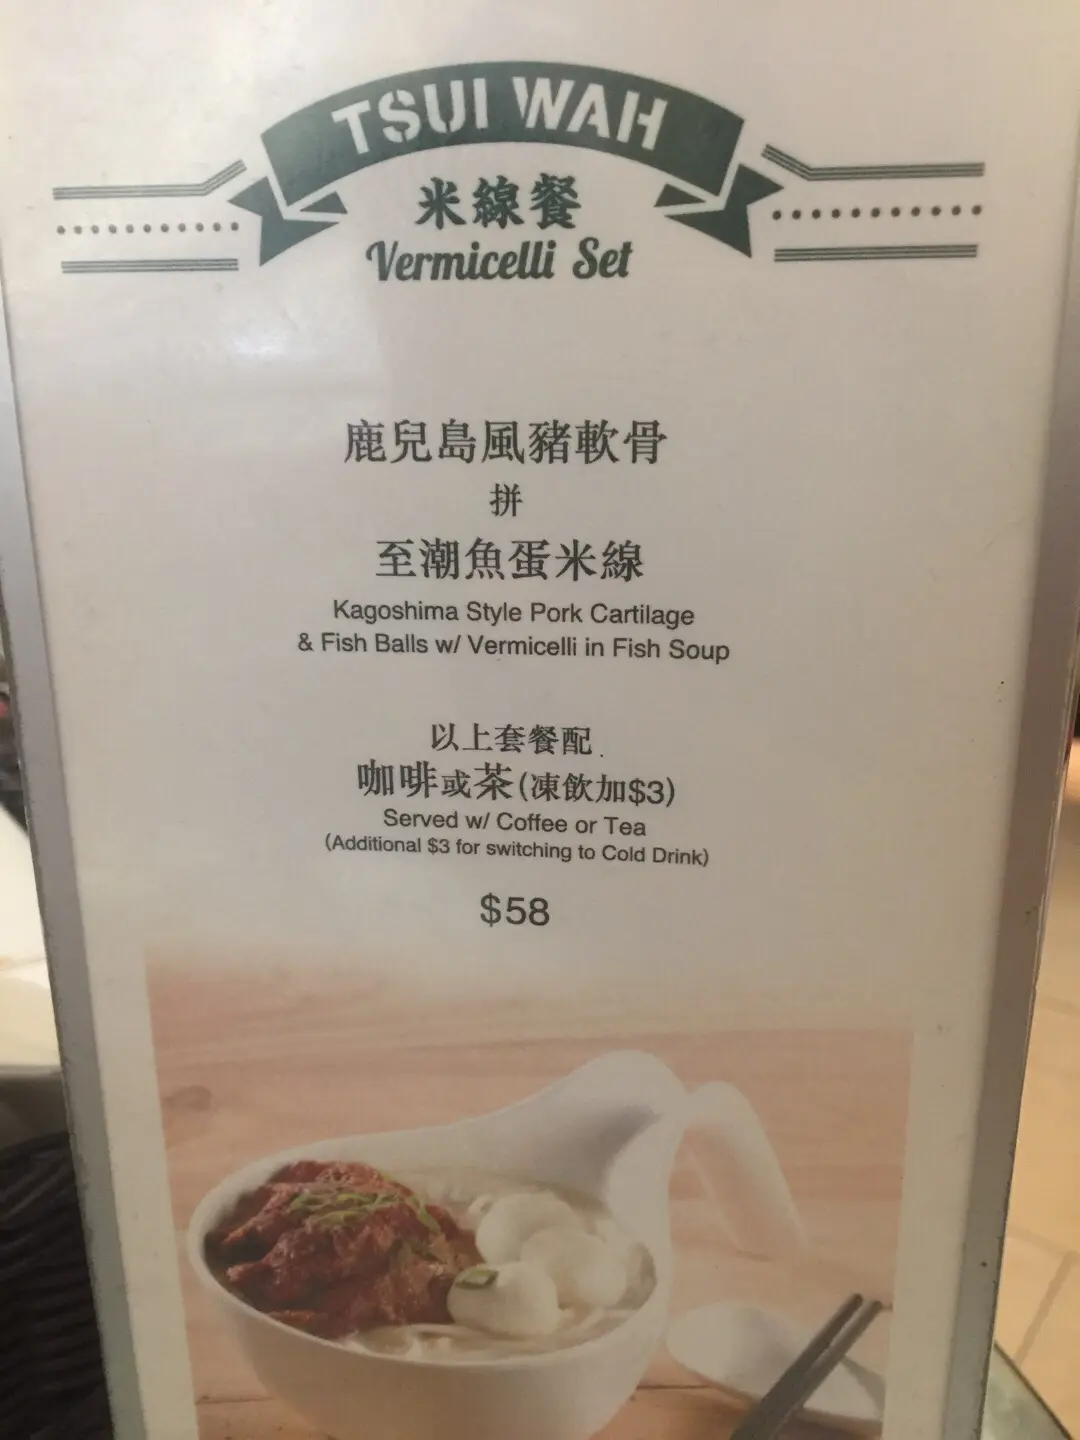 TSUI WAH
米線餐
Vermicelli Set
鹿兒島風豬軟骨
拼
至潮魚蛋米線
Kagoshima Style Pork Cartilage
& Fish Balls w/ Vermicelli in Fish Soup
以上套餐配
咖啡或茶(凍飲加$3)
Served w/ Coffee or Tea
(Additional $3 for switching to Cold Drink)
$58